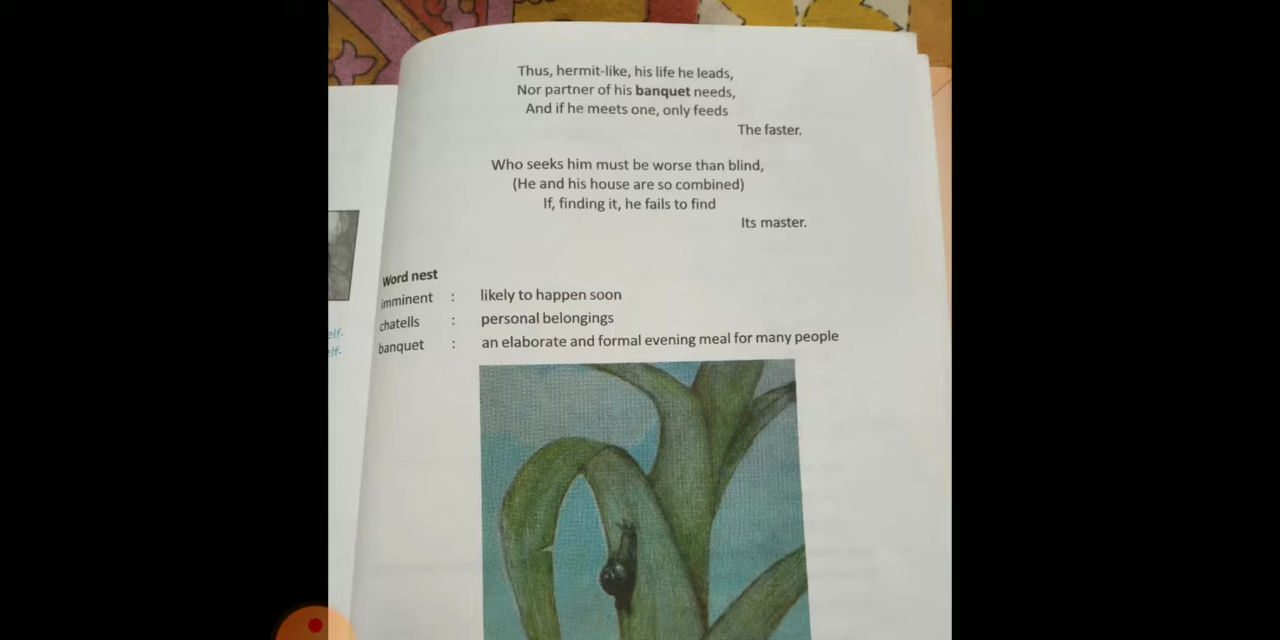 Thus, hermit-like, his life he leads,
Nor partner of his banquet needs,
And if he meets one, only feeds
The faster.
Who seeks him must be worse than blind,
(He and his house are so combined)
If, finding it, he fails to find
Its master.
Word nest
imminent : likely to happen soon
chatells : personal belongings
banquet : an elaborate and formal evening meal for many people
elf-
lf-